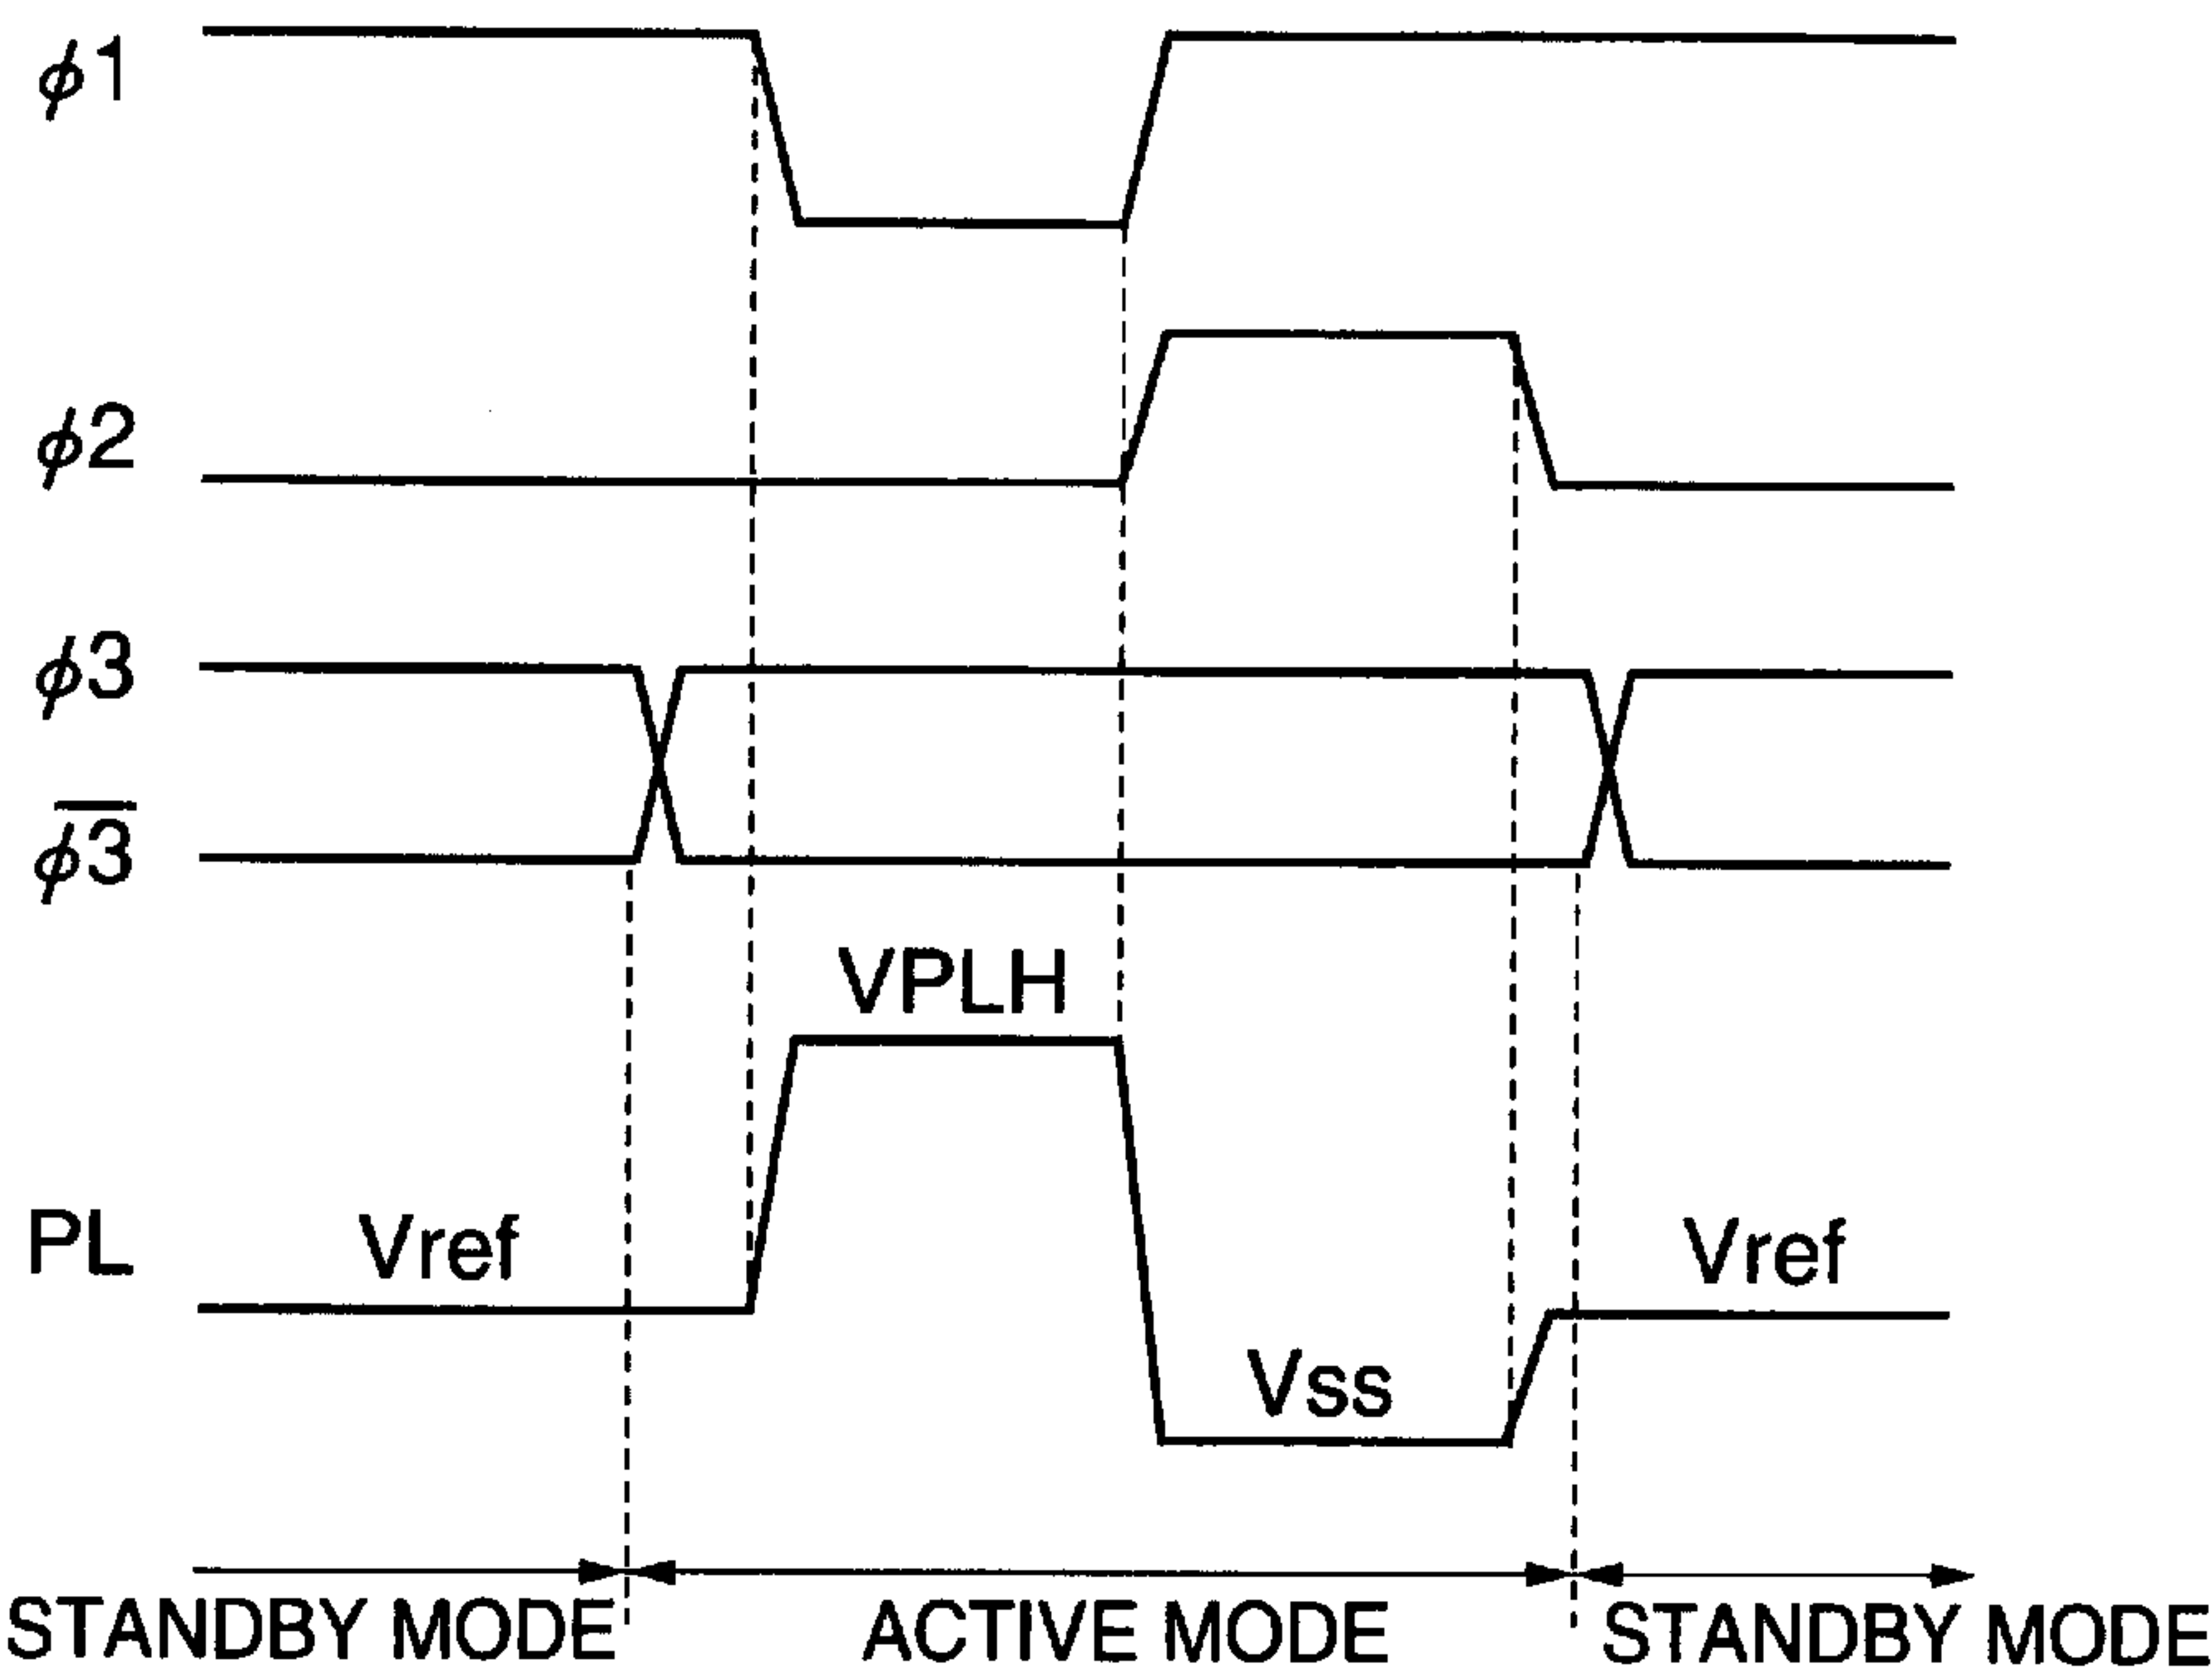 ϕ1
ϕ2
ϕ3
ϕ3̅
VPLH
PL Vref Vref
Vss
STANDBY MODE ACTIVE MODE STANDBY MODE